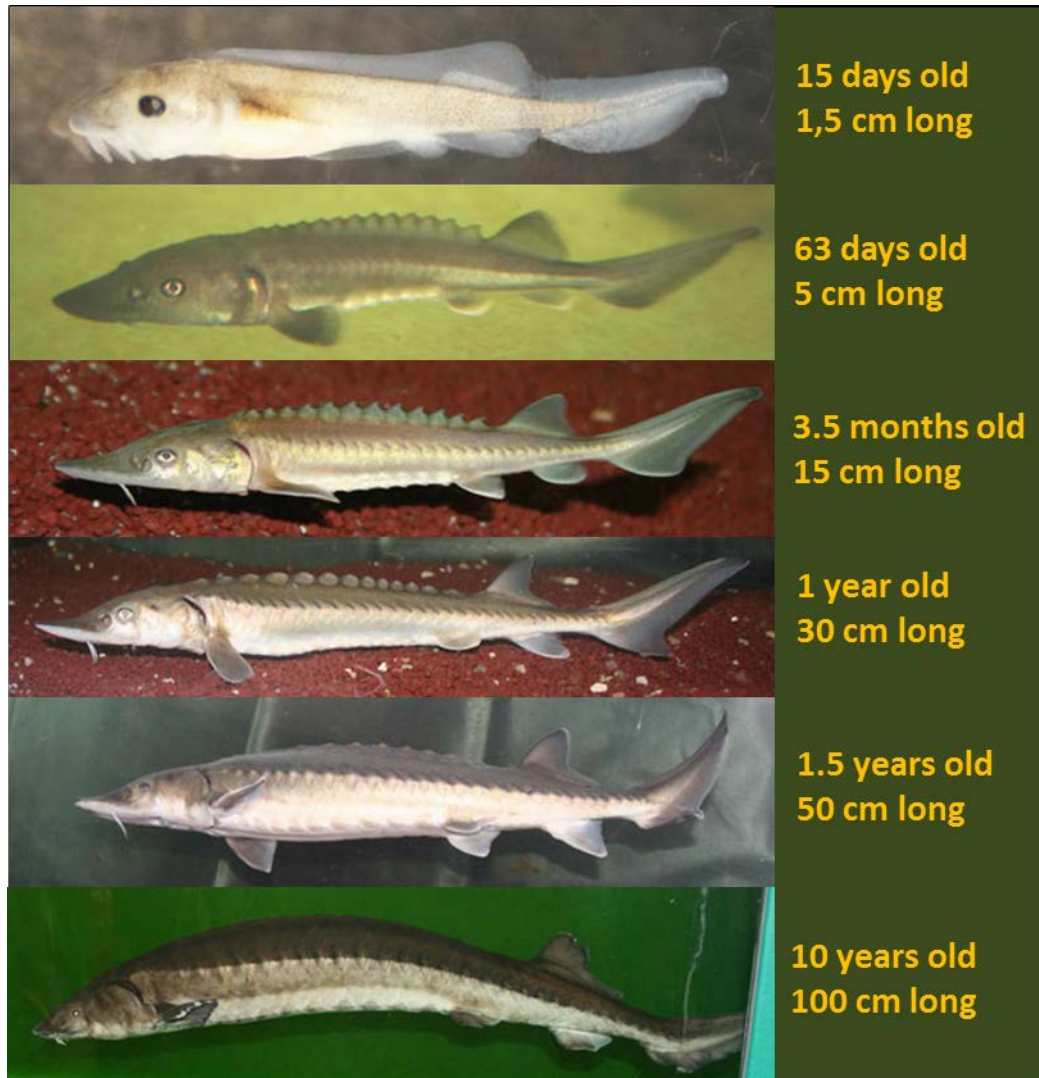 15 days old
1,5 cm long
63 days old
5 cm long
3.5 months old
15 cm long
1 year old
30 cm long
1.5 years old
50 cm long
10 years old
100 cm long